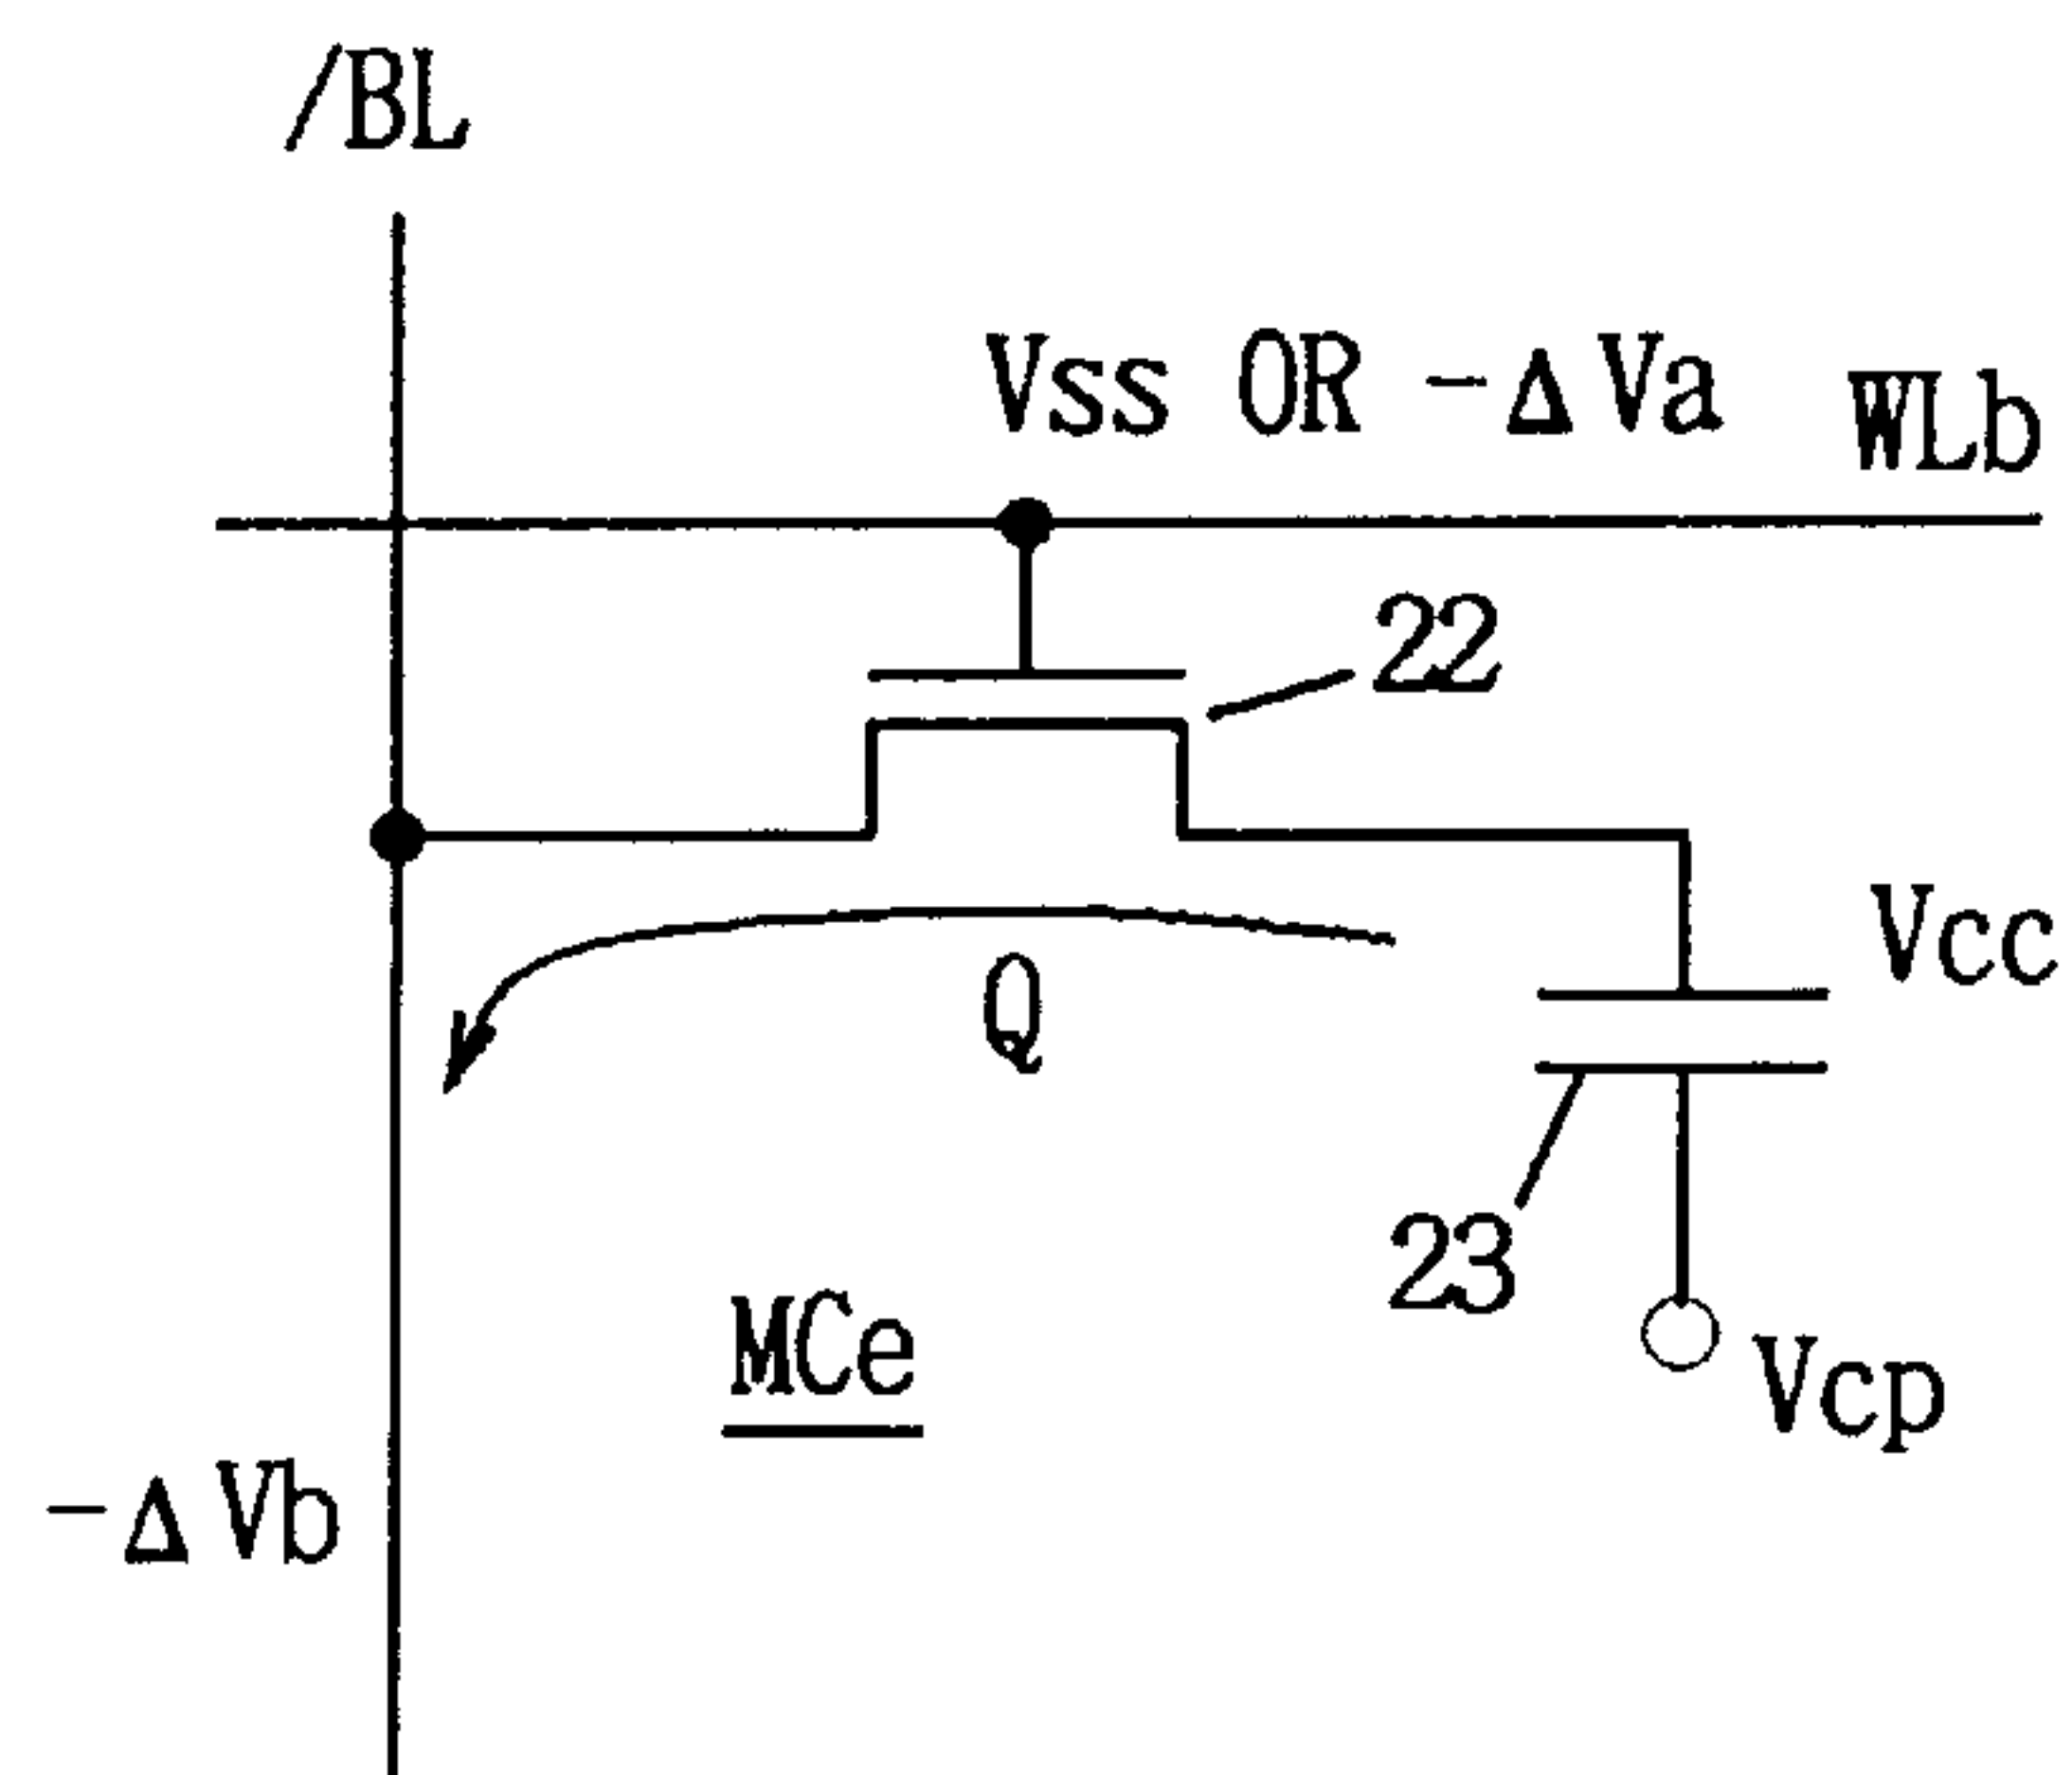 /BL
Vss OR -ΔVa
WLb
22
Vcc
Q
23
MCe
Vcp
-ΔVb